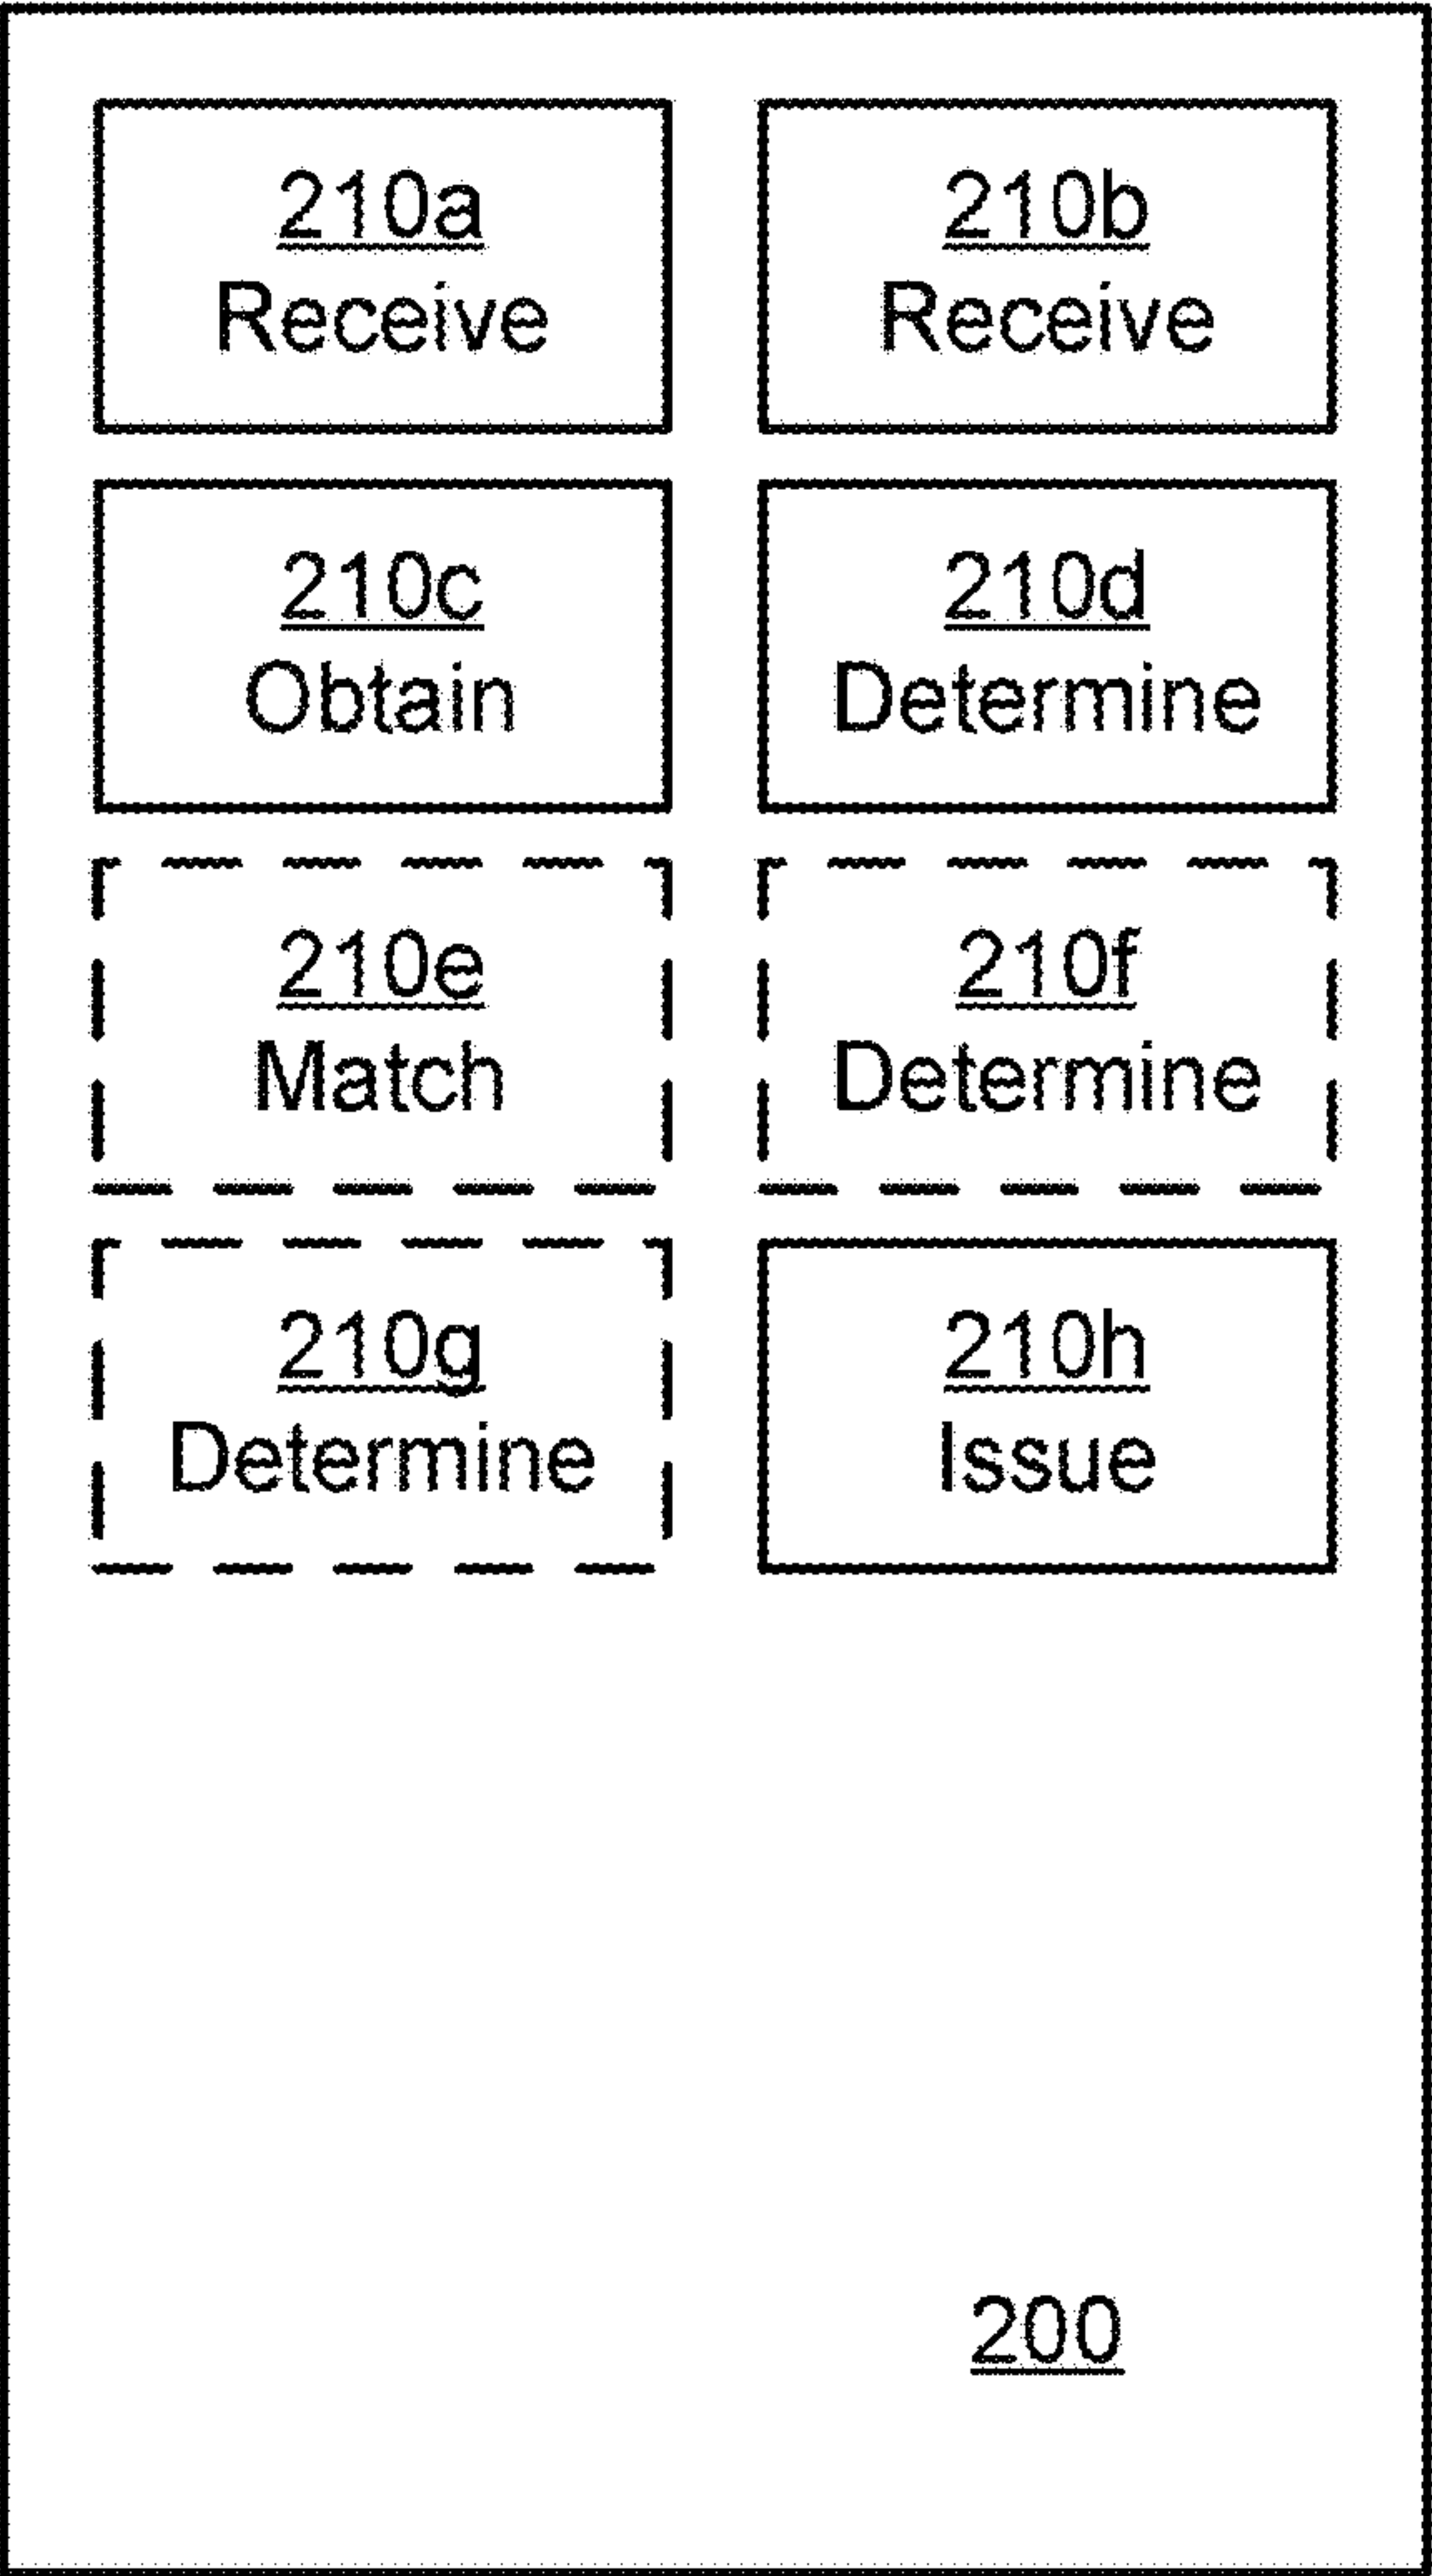 210a
Receive
210b
Receive
210c
Obtain
210d
Determine
210e
Match
210f
Determine
210g
Determine
210h
Issue
200